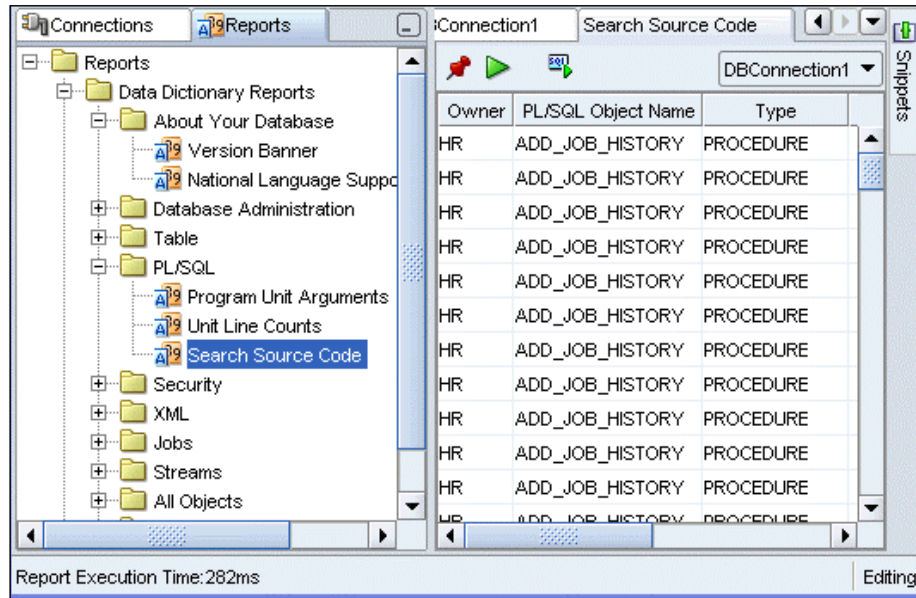 Connections
Reports
Connection1
Search Source Code
Snippets
Reports
Data Dictionary Reports
About Your Database
Version Banner
National Language Suppo
Database Administration
Table
PL/SQL
Program Unit Arguments
Unit Line Counts
Search Source Code
Security
XML
Jobs
Streams
All Objects
SQL
DBConnection1
Owner PL/SQL Object Name Type
HR ADD_JOB_HISTORY PROCEDURE
HR ADD_JOB_HISTORY PROCEDURE
HR ADD_JOB_HISTORY PROCEDURE
HR ADD_JOB_HISTORY PROCEDURE
HR ADD_JOB_HISTORY PROCEDURE
HR ADD_JOB_HISTORY PROCEDURE
HR ADD_JOB_HISTORY PROCEDURE
HR ADD_JOB_HISTORY PROCEDURE
HR ADD_JOB_HISTORY PROCEDURE
HR ADD_JOB_HISTORY PROCEDURE
HR ADD_JOB_HISTORY PROCEDURE
HR ADD_JOB_HISTORY PROCEDURE
Report Execution Time:282ms
Editing